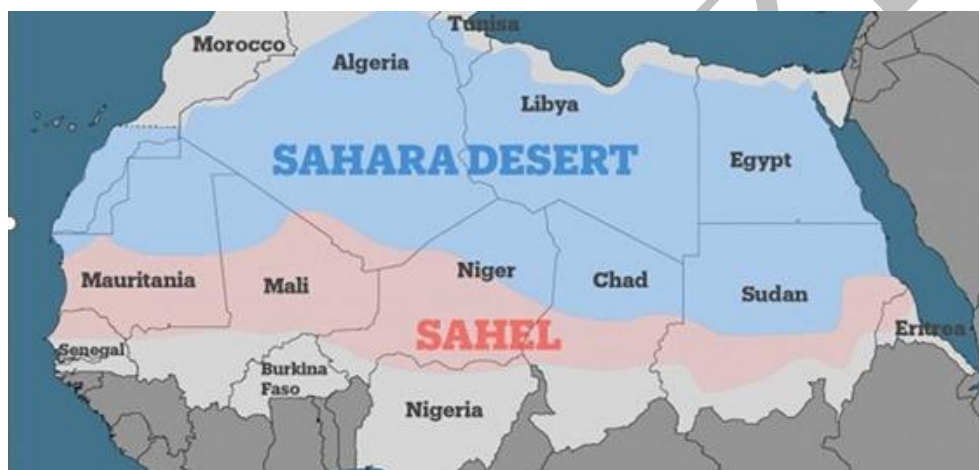 Tunisa
Morocco
Algeria
Libya
SAHARA DESERT
Egypt
Mauritania
Mali
Niger
Chad
Sudan
SAHEL
Eritrea
Senegal
Burkina
Faso
Nigeria